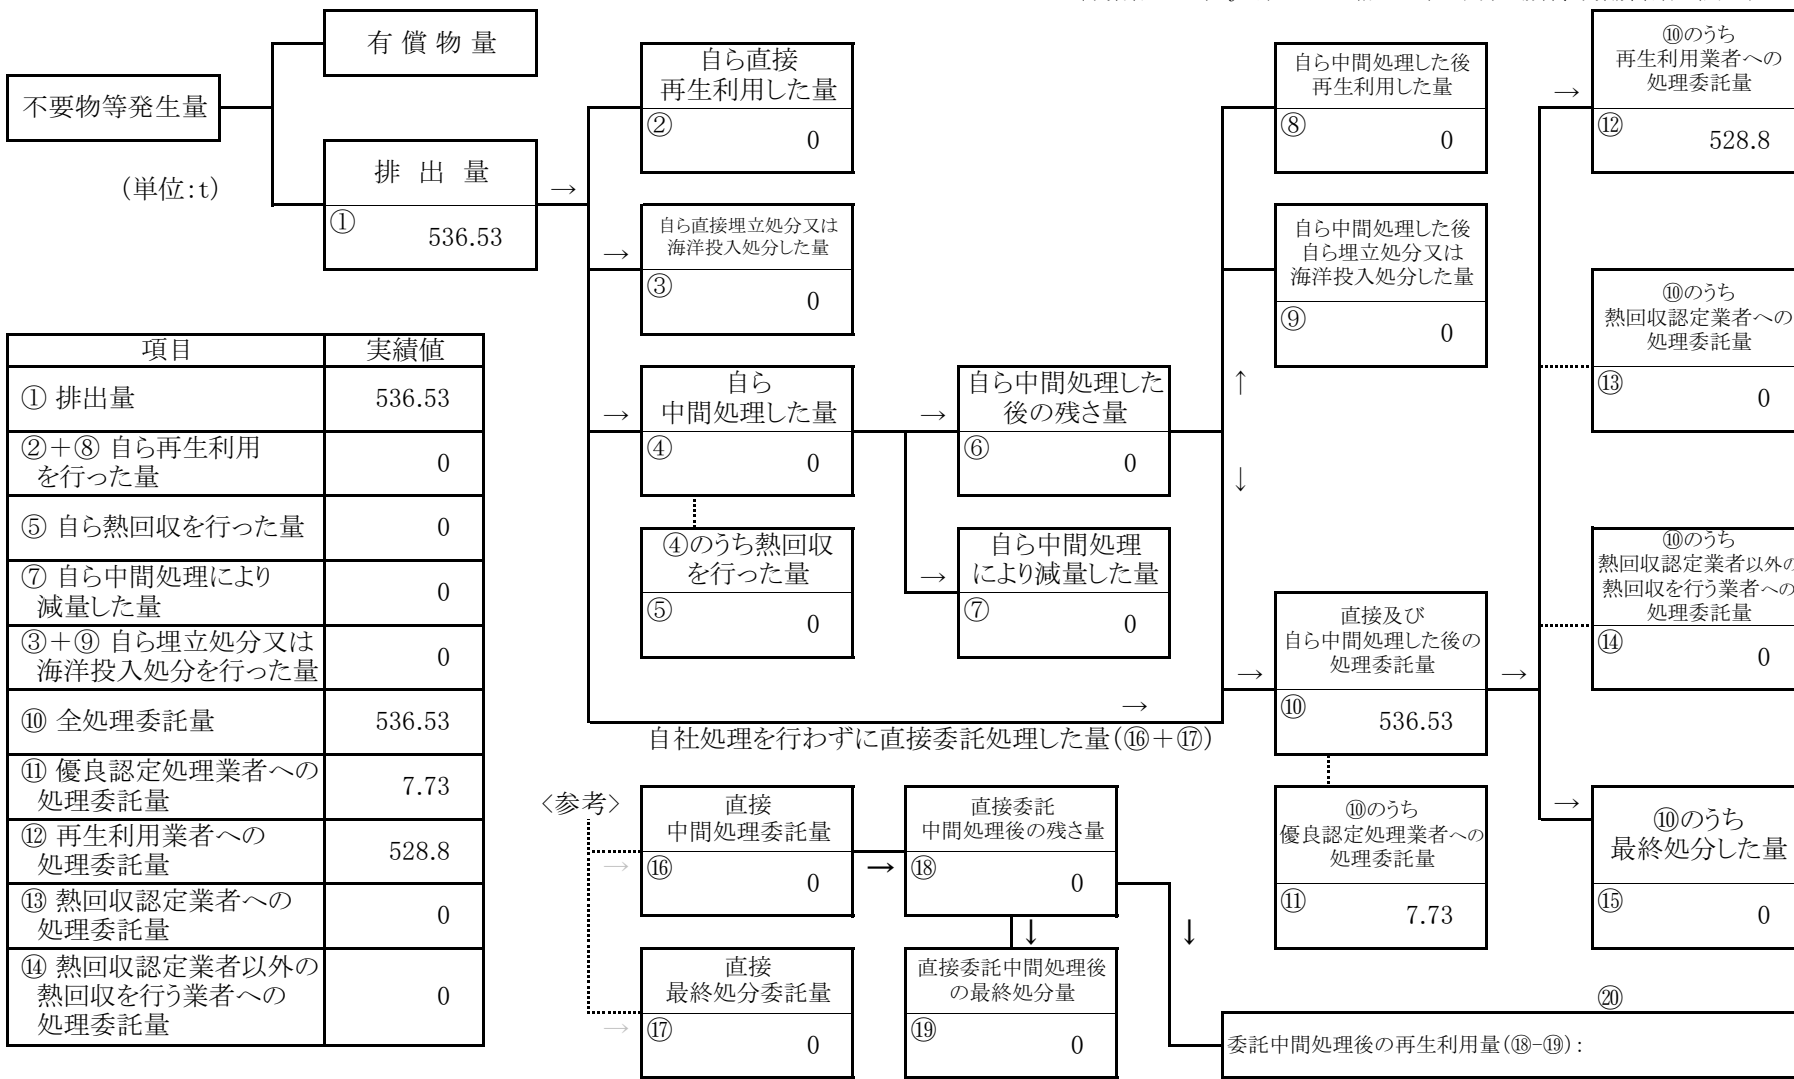 不要物等発生量
(単位:t)
有 償 物 量
排 出 量
① 536.53
→
自ら直接
再生利用した量
② 0
→
自ら直接埋立処分又は
海洋投入処分した量
③ 0
→
自ら
中間処理した量
④ 0
④のうち熱回収
を行った量
⑤ 0
→
自ら中間処理した
後の残さ量
⑥ 0
→
自ら中間処理
により減量した量
⑦ 0
自ら中間処理した後
再生利用した量
⑧ 0
自ら中間処理した後
自ら埋立処分又は
海洋投入処分した量
⑨ 0
↑
↓
→
直接及び
自ら中間処理した後の
処理委託量
⑩ 536.53
⑩のうち
優良認定処理業者への
処理委託量
⑪ 7.73
→
→
⑩のうち
再生利用業者への
処理委託量
⑫ 528.8
⑩のうち
熱回収認定業者への
処理委託量
⑬ 0
⑩のうち
熱回収認定業者以外の
熱回収を行う業者への
処理委託量
⑭ 0
→
⑩のうち
最終処分した量
⑮ 0
→
自社処理を行わずに直接委託処理した量(⑯+⑰)
〈参考〉
→
直接
中間処理委託量
⑯ 0
→
直接
最終処分委託量
⑰ 0
→
直接委託
中間処理後の残さ量
⑱ 0
↓
直接委託中間処理後
の最終処分量
⑲ 0
↓
⑳
委託中間処理後の再生利用量(⑱-⑲):
項目 実績値
① 排出量 536.53
②+⑧ 自ら再生利用
を行った量 0
⑤ 自ら熱回収を行った量 0
⑦ 自ら中間処理により
減量した量 0
③+⑨ 自ら埋立処分又は
海洋投入処分を行った量 0
⑩ 全処理委託量 536.53
⑪ 優良認定処理業者への
処理委託量 7.73
⑫ 再生利用業者への
処理委託量 528.8
⑬ 熱回収認定業者への
処理委託量 0
⑭ 熱回収認定業者以外の
熱回収を行う業者への
処理委託量 0